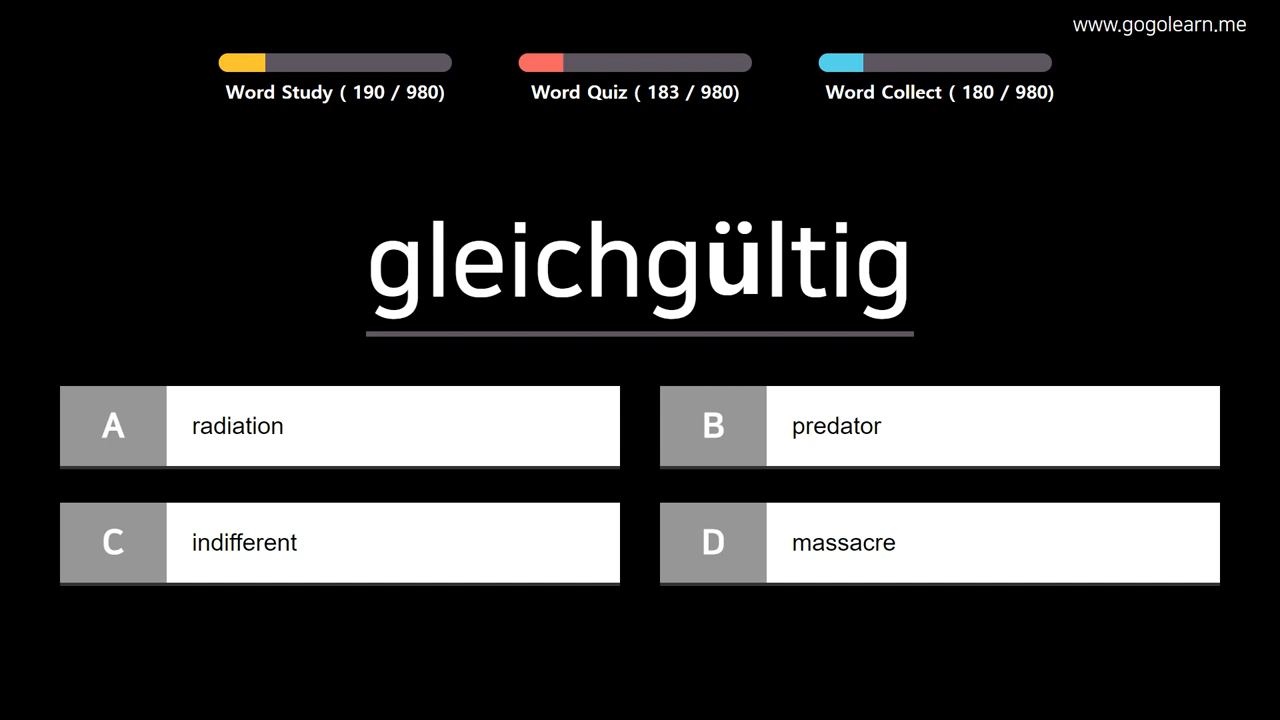 www.gogolearn.me
Word Study ( 190 / 980)
Word Quiz ( 183 / 980)
Word Collect ( 180 / 980)
gleichgültig
A radiation
B predator
C indifferent
D massacre